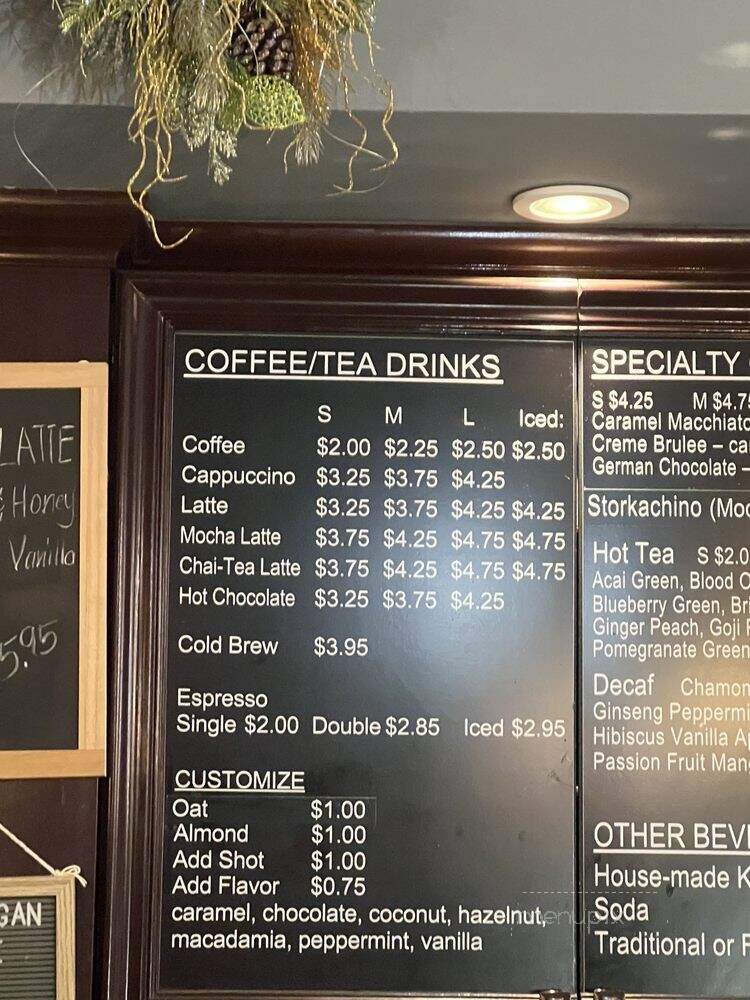 LATTE
Honey
Vanilla
5.95
GAN
COFFEE/TEA DRINKS
S M L Iced:
Coffee $2.00 $2.25 $2.50 $2.50
Cappuccino $3.25 $3.75 $4.25
Latte $3.25 $3.75 $4.25 $4.25
Mocha Latte $3.75 $4.25 $4.75 $4.75
Chai-Tea Latte $3.75 $4.25 $4.75 $4.75
Hot Chocolate $3.25 $3.75 $4.25
Cold Brew $3.95
Espresso
Single $2.00 Double $2.85 Iced $2.95
CUSTOMIZE
Oat $1.00
Almond $1.00
Add Shot $1.00
Add Flavor $0.75
caramel, chocolate, coconut, hazelnut,
macadamia, peppermint, vanilla
SPECIALTY
S $4.25 M $4.75
Caramel Macchiato
Creme Brulee – ca
German Chocolate –
Storkachino (Moc
Hot Tea S $2.0
Acai Green, Blood O
Blueberry Green, Bri
Ginger Peach, Goji
Pomegranate Green
Decaf Chamom
Ginseng Peppermi
Hibiscus Vanilla A
Passion Fruit Man
OTHER BEVE
House-made K
Soda
Traditional or
menupix